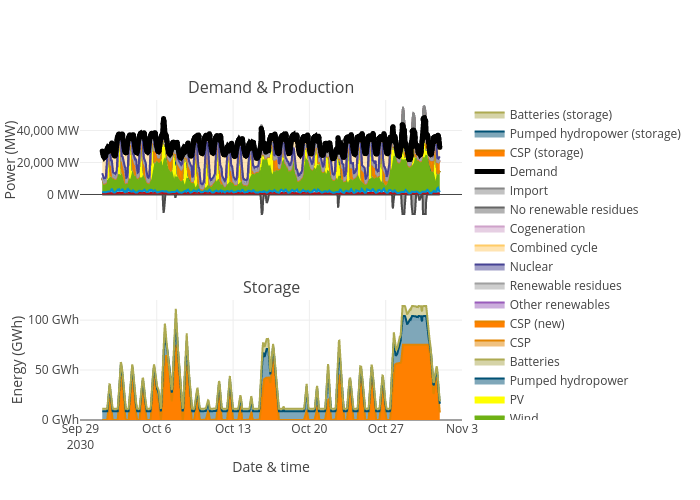 Demand & Production
Power (MW)
40,000 MW
20,000 MW
0 MW
Storage
Energy (GWh)
100 GWh
50 GWh
0 GWh
Sep 29
2030
Oct 6
Oct 13
Oct 20
Oct 27
Nov 3
Date & time
Batteries (storage)
Pumped hydropower (storage)
CSP (storage)
Demand
Import
No renewable residues
Cogeneration
Combined cycle
Nuclear
Renewable residues
Other renewables
CSP (new)
CSP
Batteries
Pumped hydropower
PV
Wind